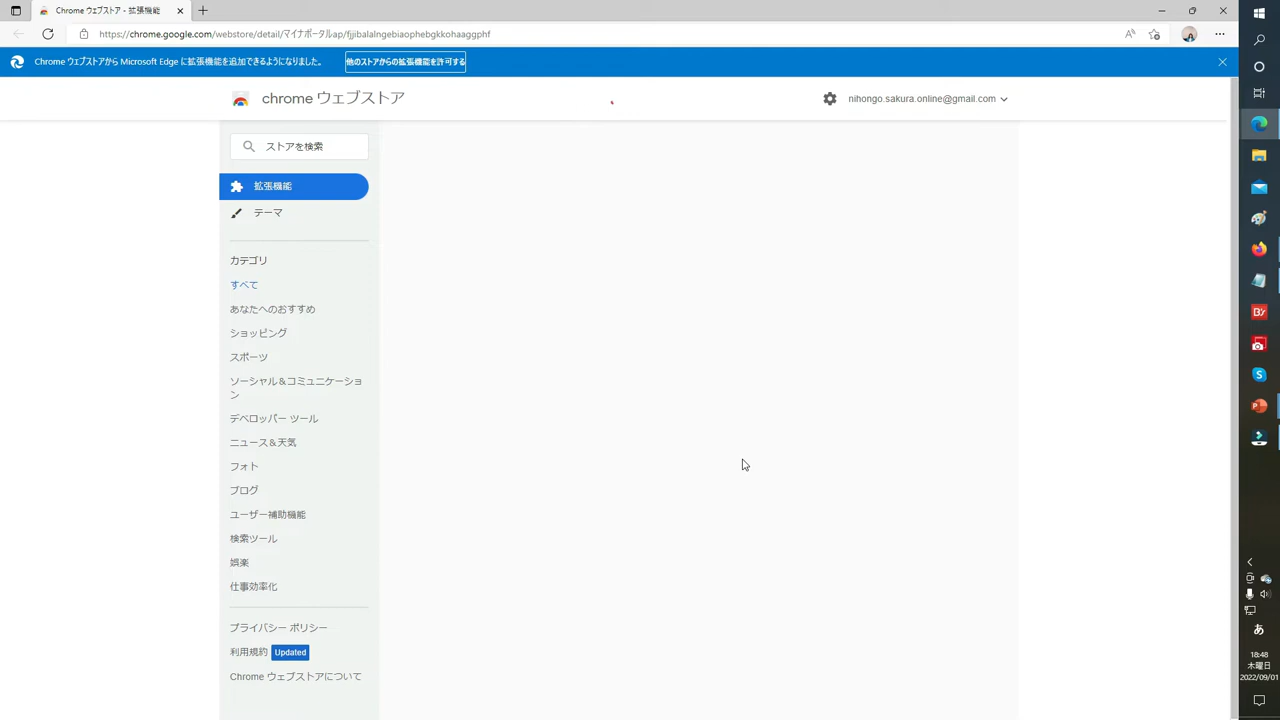 Chrome ウェブストア - 拡張機能
https://chrome.google.com/webstore/detail/マイナポータルap/fjjibalalngebiaophebgkkohaaggphf
Chrome ウェブストアから Microsoft Edge に拡張機能を追加できるようになりました。
他のストアからの拡張機能を許可する
chrome ウェブストア
nihongo.sakura.online@gmail.com
ストアを検索
拡張機能
テーマ
カテゴリ
すべて
あなたへのおすすめ
ショッピング
スポーツ
ソーシャル＆コミュニケーショ
ン
デベロッパー ツール
ニュース＆天気
フォト
ブログ
ユーザー補助機能
検索ツール
娯楽
仕事効率化
プライバシー ポリシー
利用規約 Updated
Chrome ウェブストアについて
あ
18:48
木曜日
2022/09/01